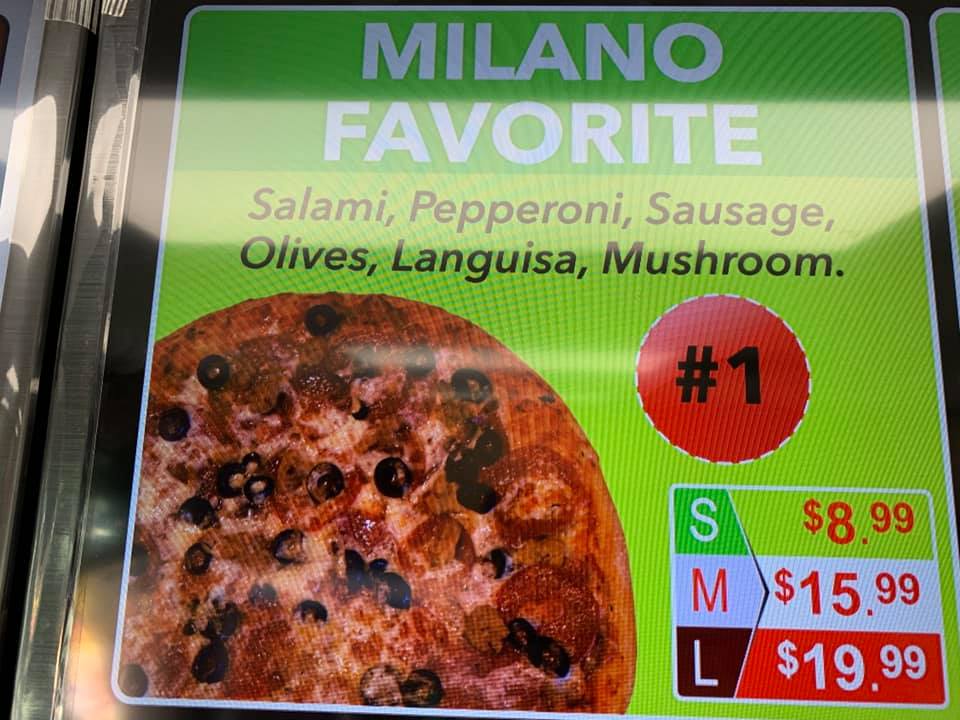 MILANO
FAVORITE
Salami, Pepperoni, Sausage,
Olives, Languisa, Mushroom.
#1
S $8.99
M $15.99
L $19.99